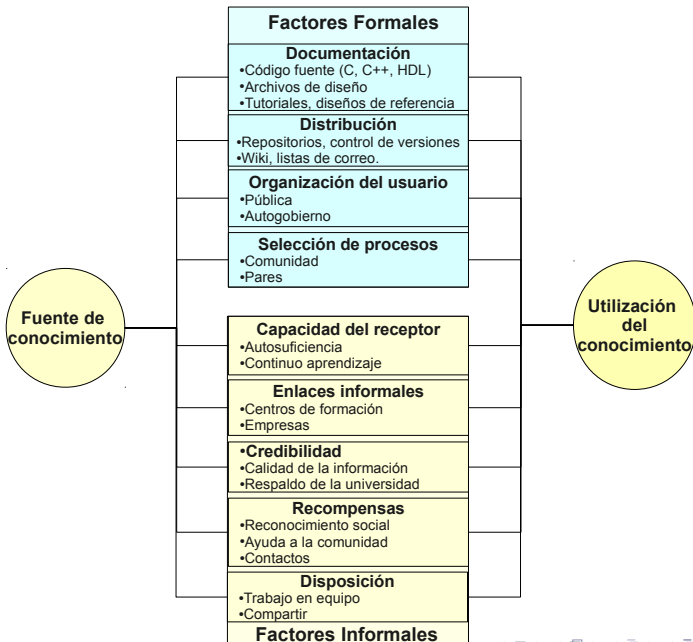 Factores Formales
Documentación
•Código fuente (C, C++, HDL)
•Archivos de diseño
•Tutoriales, diseños de referencia
Distribución
•Repositorios, control de versiones
•Wiki, listas de correo.
Organización del usuario
•Pública
•Autogobierno
Selección de procesos
•Comunidad
•Pares
Fuente de
conocimiento
Utilización
del
conocimiento
Capacidad del receptor
•Autosuficiencia
•Continuo aprendizaje
Enlaces informales
•Centros de formación
•Empresas
•Credibilidad
•Calidad de la información
•Respaldo de la universidad
Recompensas
•Reconocimiento social
•Ayuda a la comunidad
•Contactos
Disposición
•Trabajo en equipo
•Compartir
Factores Informales